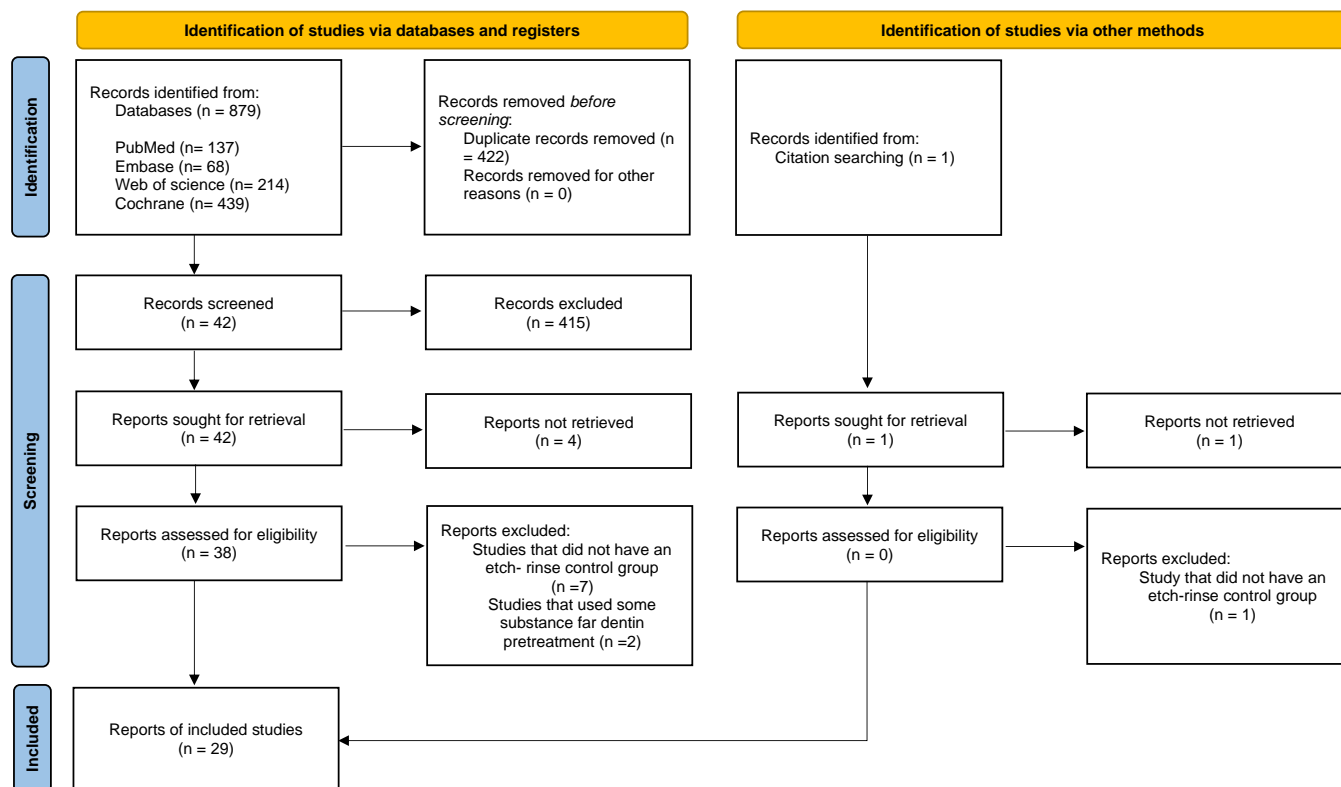 Identification of studies via databases and registers
Identification of studies via other methods
Identification
Records identified from:
Databases (n = 879)
PubMed (n= 137)
Embase (n= 68)
Web of science (n= 214)
Cochrane (n= 439)
Records removed before
screening:
Duplicate records removed (n
= 422)
Records removed for other
reasons (n = 0)
Records identified from:
Citation searching (n = 1)
Screening
Records screened
(n = 42)
Records excluded
(n = 415)
Reports sought for retrieval
(n = 42)
Reports not retrieved
(n = 4)
Reports sought for retrieval
(n = 1)
Reports not retrieved
(n = 1)
Reports assessed for eligibility
(n = 38)
Reports excluded:
Studies that did not have an
etch- rinse control group
(n =7)
Studies that used some
substance far dentin
pretreatment (n =2)
Reports assessed for eligibility
(n = 0)
Reports excluded:
Study that did not have an
etch-rinse control group
(n = 1)
Included
Reports of included studies
(n = 29)